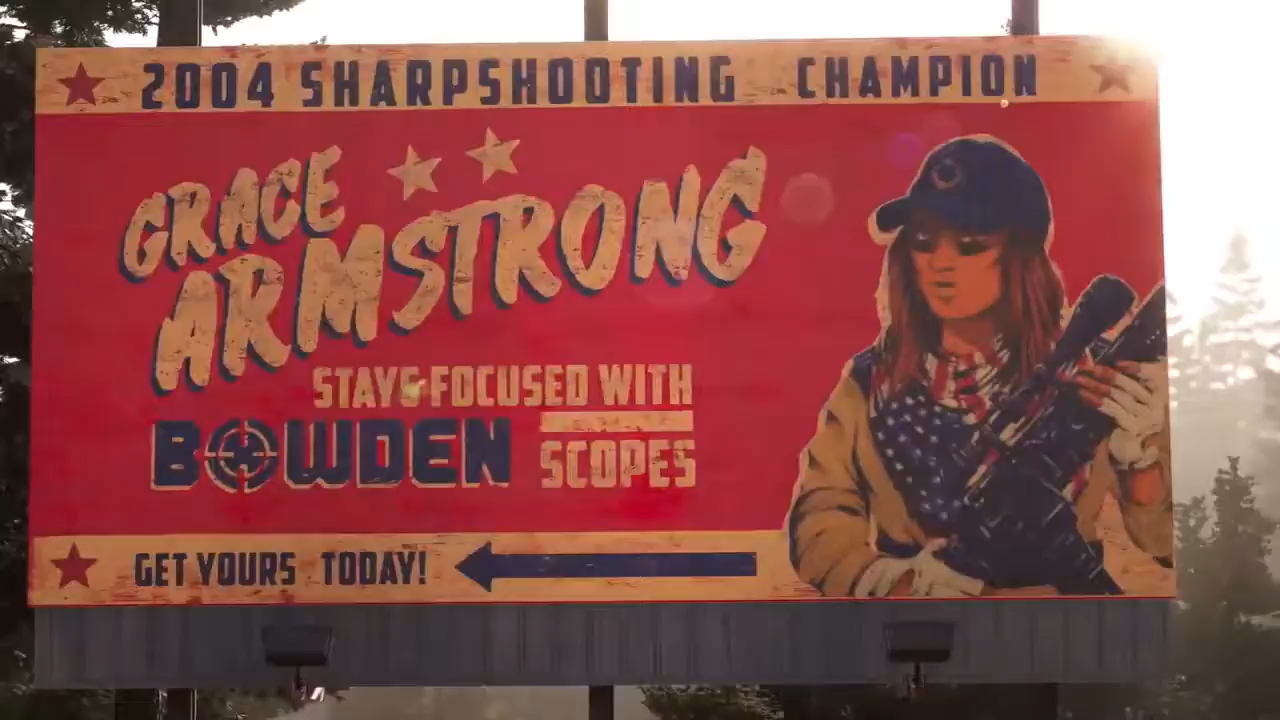 2004 SHARPSHOOTING CHAMPION
GRACE
ARMSTRONG
STAYS FOCUSED WITH
BOWDEN SCOPES
GET YOURS TODAY!